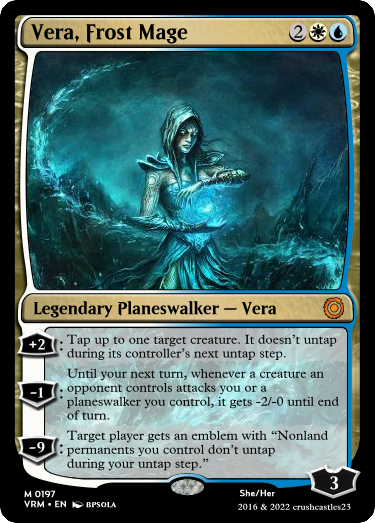 Vera, Frost Mage 2
Legendary Planeswalker — Vera
+2: Tap up to one target creature. It doesn't untap
during its controller's next untap step.
Until your next turn, whenever a creature an
-1: opponent controls attacks you or a
planeswalker you control, it gets -2/-0 until end
of turn.
-9: Target player gets an emblem with “Nonland
permanents you control don't untap
during your untap step.”
3
M 0197 She/Her
VRM • EN BPSOLA 2016 & 2022 crushcastles23